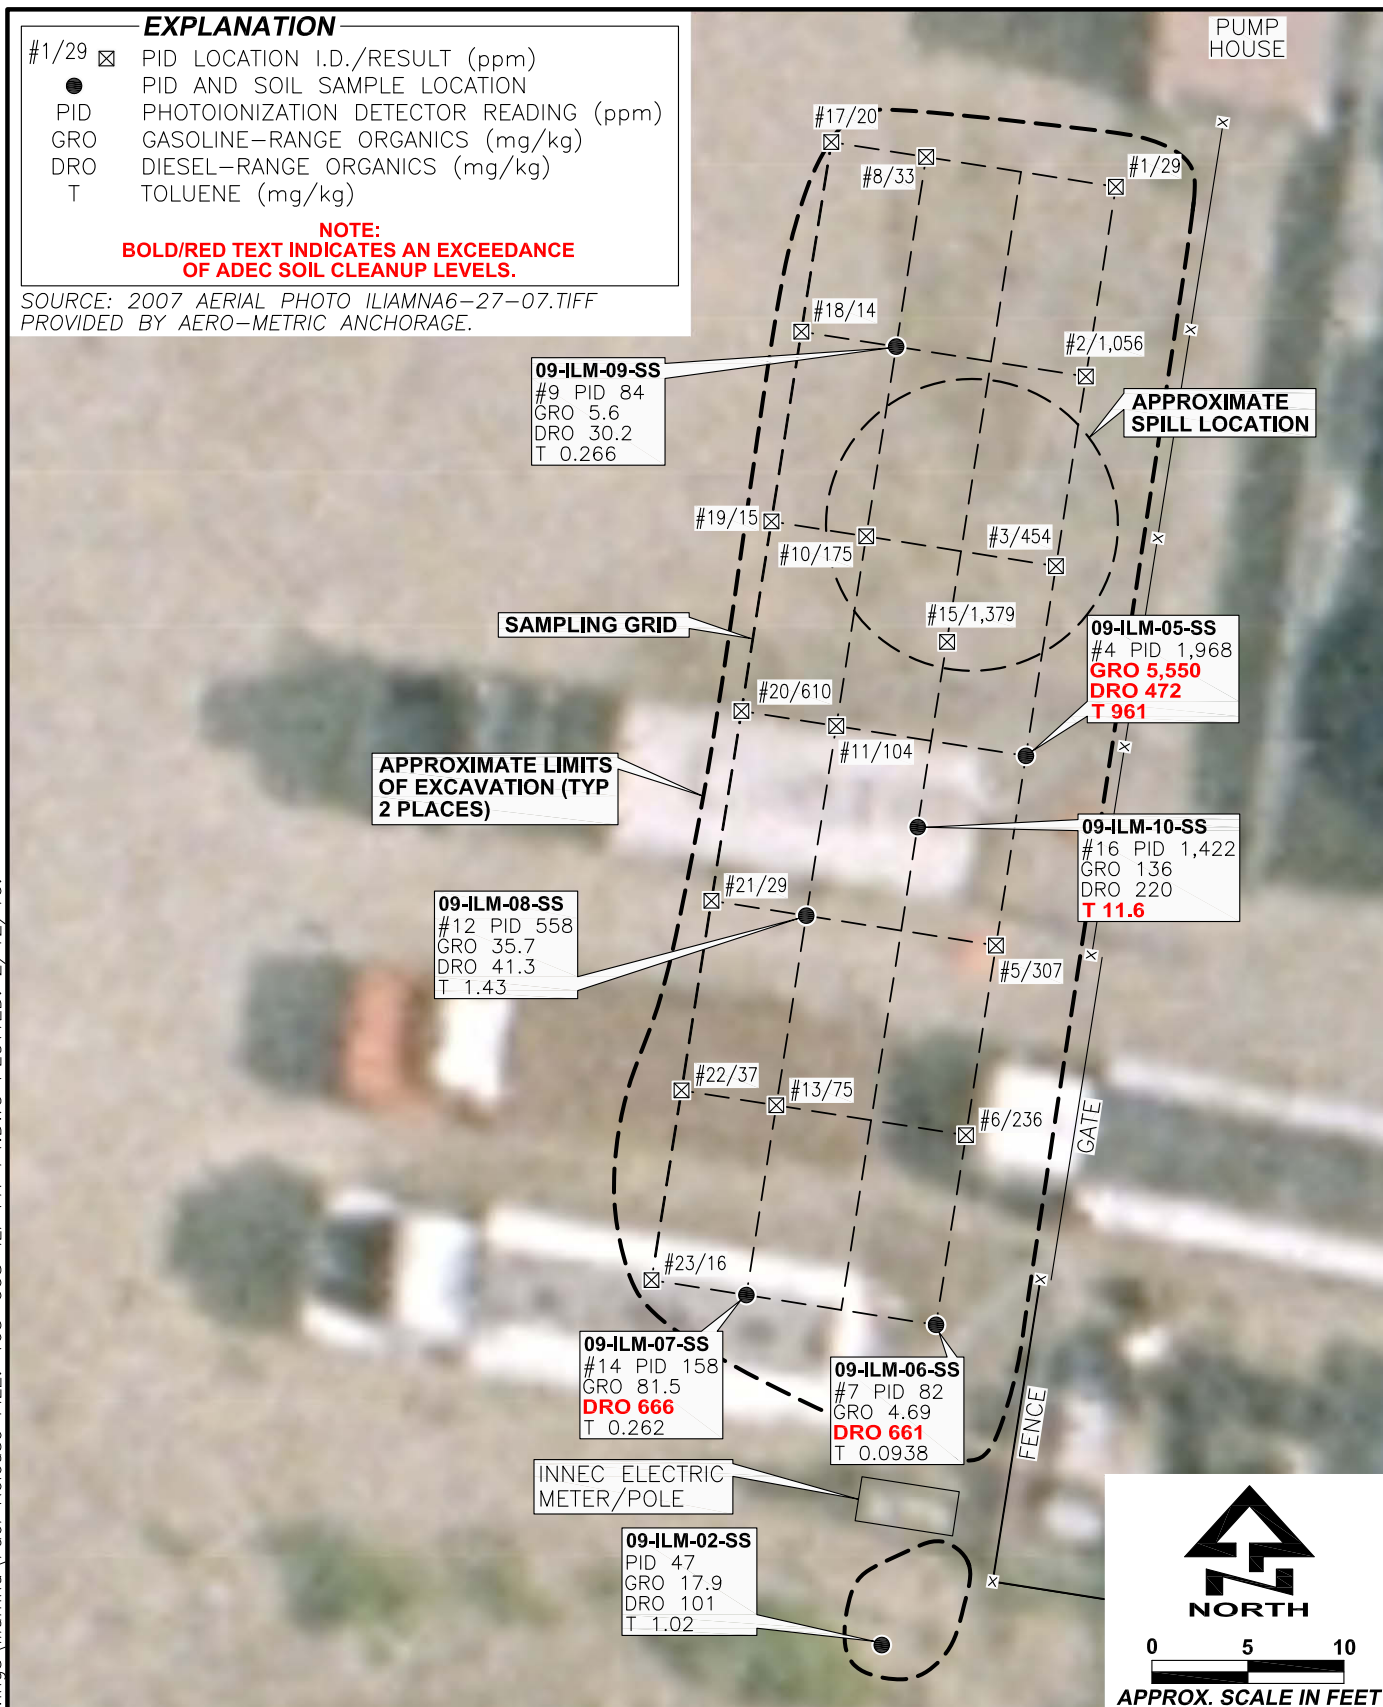 EXPLANATION
#1/29 PID LOCATION I.D./RESULT (ppm)
PID AND SOIL SAMPLE LOCATION
PID PHOTOIONIZATION DETECTOR READING (ppm)
GRO GASOLINE-RANGE ORGANICS (mg/kg)
DRO DIESEL-RANGE ORGANICS (mg/kg)
T TOLUENE (mg/kg)
NOTE:
BOLD/RED TEXT INDICATES AN EXCEEDANCE
OF ADEC SOIL CLEANUP LEVELS.
SOURCE: 2007 AERIAL PHOTO ILIAMNA6-27-07.TIFF
PROVIDED BY AERO-METRIC ANCHORAGE.
PUMP
HOUSE
#17/20
#8/33
#1/29
#18/14
#2/1,056
09-ILM-09-SS
#9 PID 84
GRO 5.6
DRO 30.2
T 0.266
APPROXIMATE
SPILL LOCATION
#19/15
#10/175
#3/454
#15/1,379
SAMPLING GRID
09-ILM-05-SS
#4 PID 1,968
GRO 5,550
DRO 472
T 961
#20/610
#11/104
APPROXIMATE LIMITS
OF EXCAVATION (TYP
2 PLACES)
09-ILM-10-SS
#16 PID 1,422
GRO 136
DRO 220
T 11.6
#21/29
09-ILM-08-SS
#12 PID 558
GRO 35.7
DRO 41.3
T 1.43
#5/307
#22/37
#13/75
#6/236
GATE
#23/16
09-ILM-07-SS
#14 PID 158
GRO 81.5
DRO 666
T 0.262
09-ILM-06-SS
#7 PID 82
GRO 4.69
DRO 661
T 0.0938
FENCE
INNEC ELECTRIC
METER/POLE
09-ILM-02-SS
PID 47
GRO 17.9
DRO 101
T 1.02
NORTH
0 5 10
APPROX. SCALE IN FEET